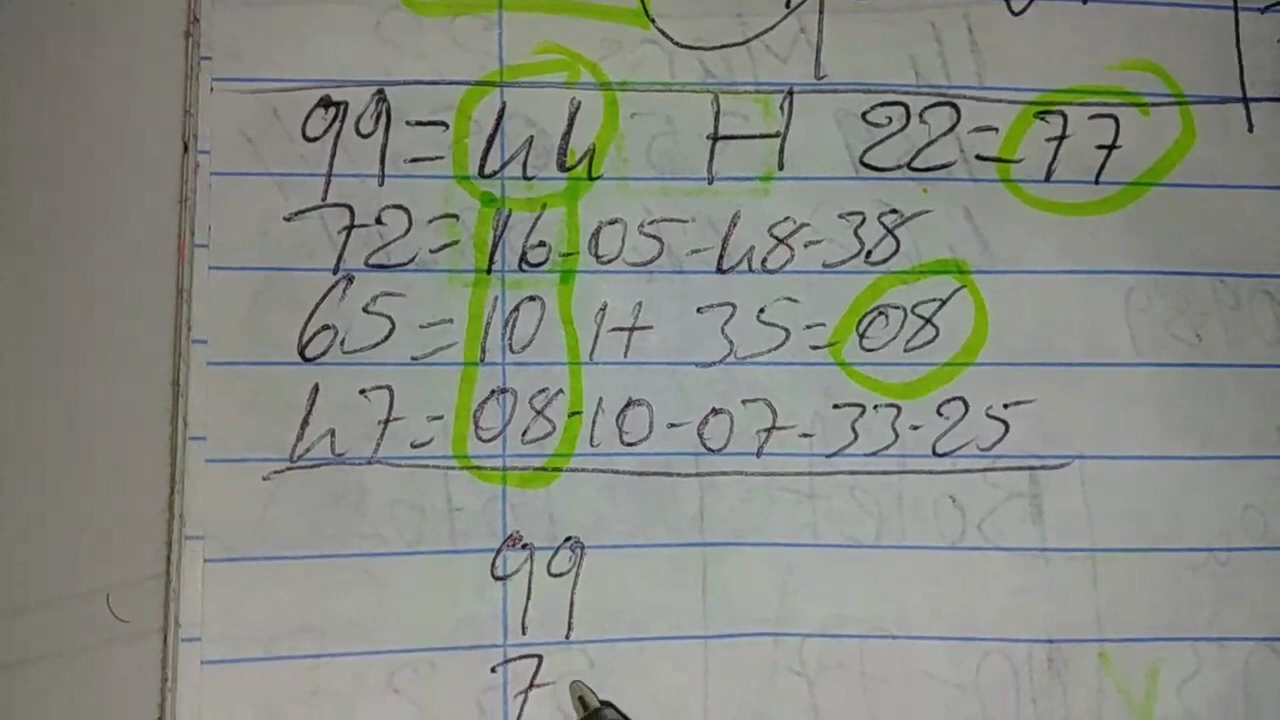 99=44 H 22=77
72=16-05-48-38
65=10 H 35=08
47=08-10-07-33-25
99
7